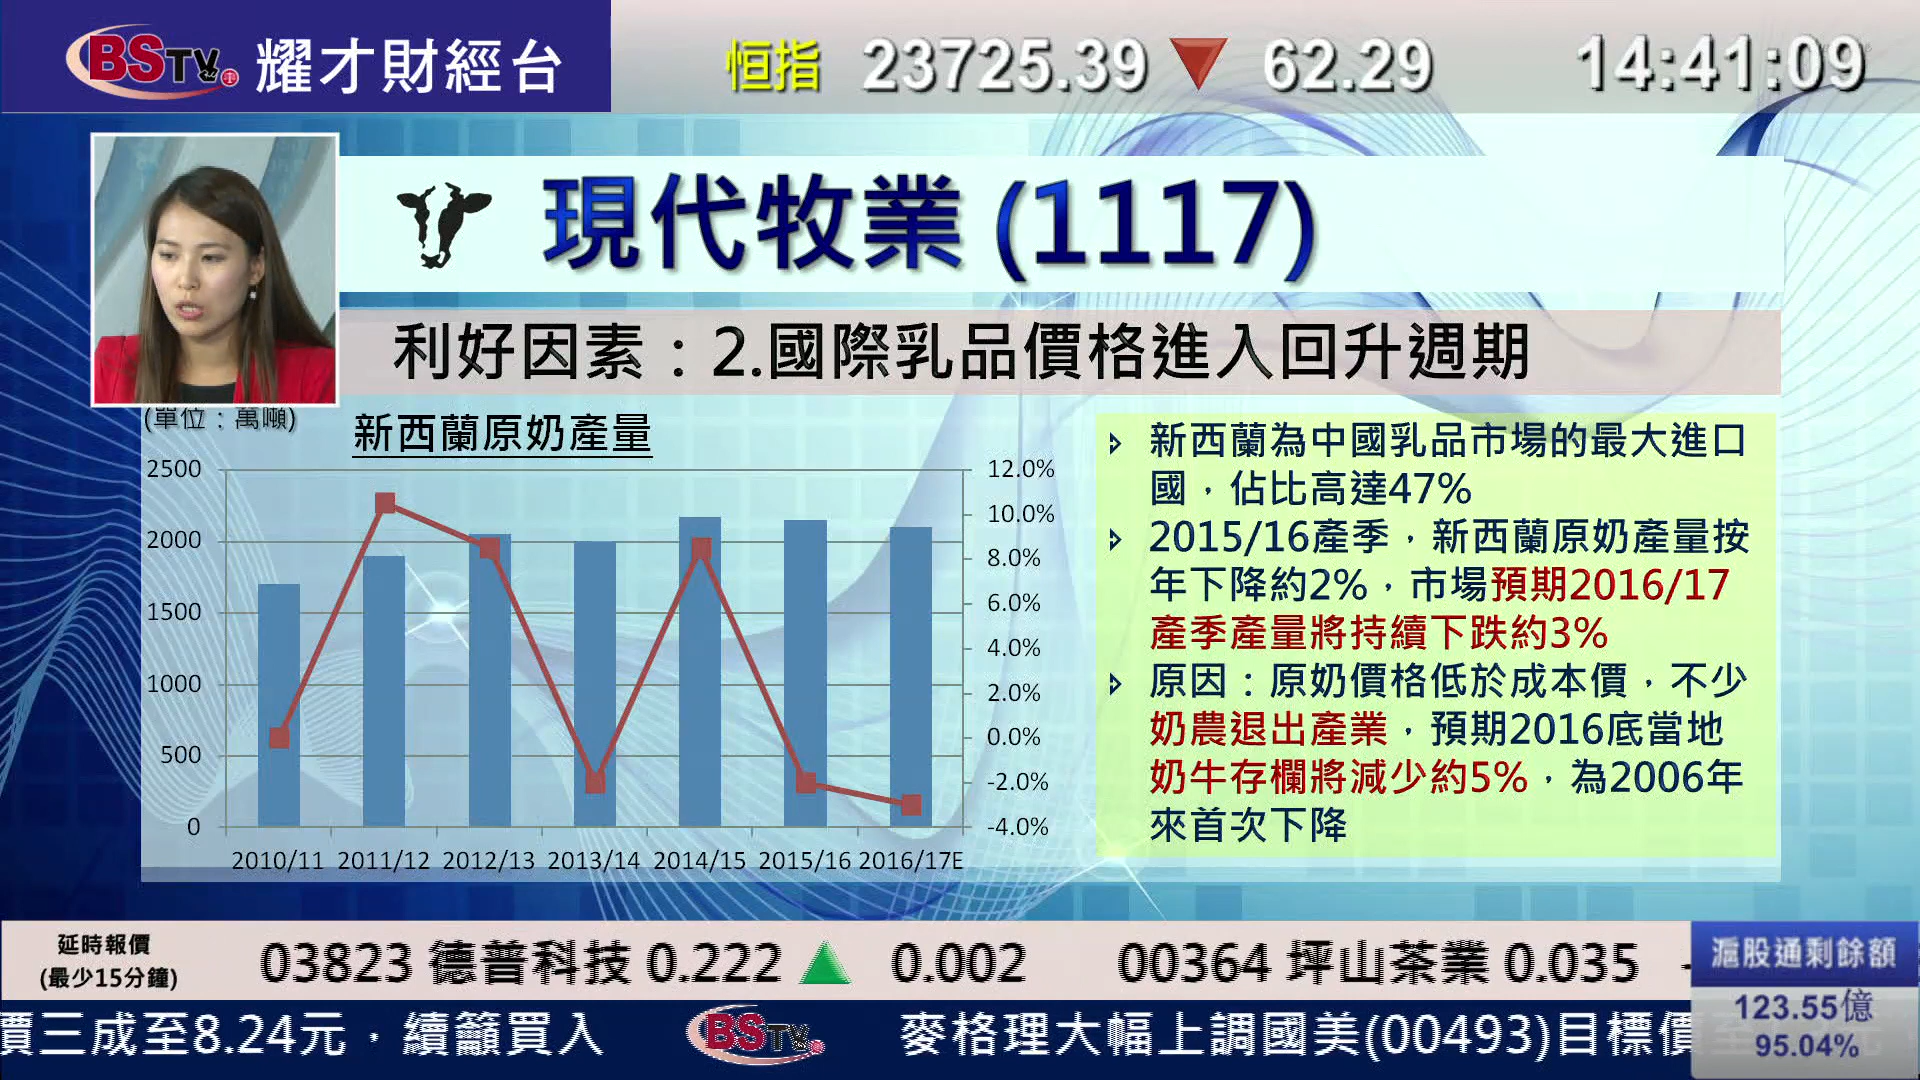 BSTV 耀才財經台
恒指 23725.39 62.29 14:41:09
現代牧業 (1117)
利好因素：2.國際乳品價格進入回升週期
(單位：萬噸)
新西蘭原奶產量
2500
2000
1500
1000
500
0
12.0%
10.0%
8.0%
6.0%
4.0%
2.0%
0.0%
-2.0%
-4.0%
2010/11 2011/12 2012/13 2013/14 2014/15 2015/16 2016/17E
新西蘭為中國乳品市場的最大進口
國，佔比高達47%
2015/16產季，新西蘭原奶產量按
年下降約2%，市場預期2016/17
產季產量將持續下跌約3%
原因：原奶價格低於成本價，不少
奶農退出產業，預期2016底當地
奶牛存欄將減少約5%，為2006年
來首次下降
延時報價
(最少15分鐘)
03823 德普科技 0.222 0.002 00364 坪山茶業 0.035
滬股通剩餘額
123.55億
95.04%
價三成至8.24元，續籲買入 BSTV 麥格理大幅上調國美(00493)目標價